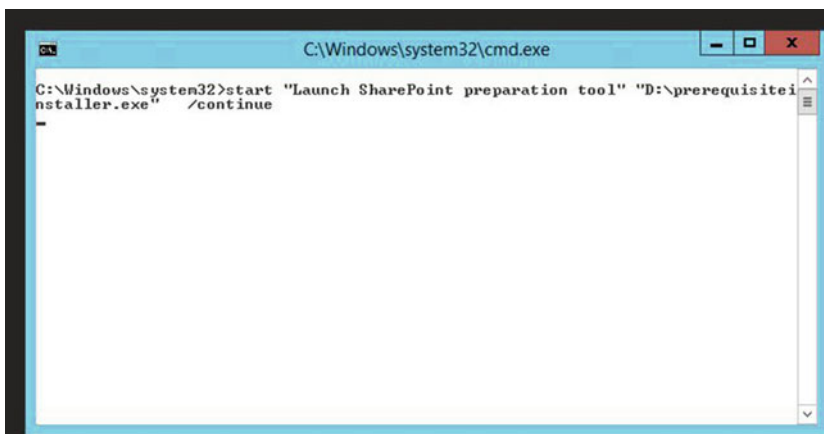 C:\Windows\system32\cmd.exe
C:\Windows\system32>start "Launch SharePoint preparation tool" "D:\prerequisitei
nstaller.exe"   /continue